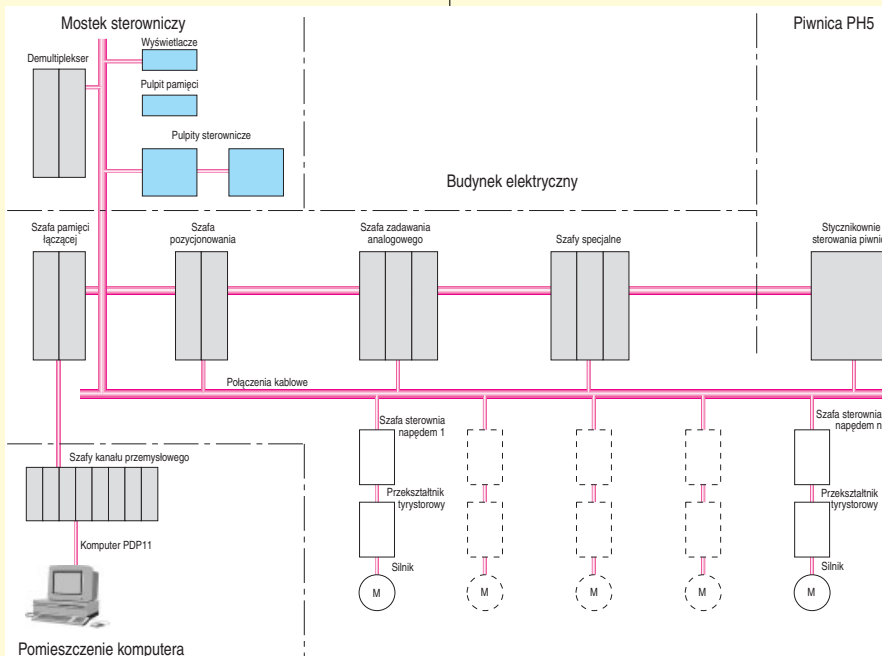 Mostek sterowniczy
Piwnica PH5
Wyświetlacze
Demultiplekser
Pulpit pamięci
Pulpity sterownicze
Budynek elektryczny
Szafa pamięci
łączącej
Szafa
pozycjonowania
Szafa zadawania
analogowego
Szafy specjalne
Stycznikownie
sterowania piwnic
Połączenia kablowe
Szafa sterownia
napędem 1
Szafa sterownia
napędem n
Szafy kanału przemysłowego
Przekształtnik
tyrystorowy
Przekształtnik
tyrystorowy
Komputer PDP11
Silnik
Silnik
M
M
M
M
M
Pomieszczenie komputera